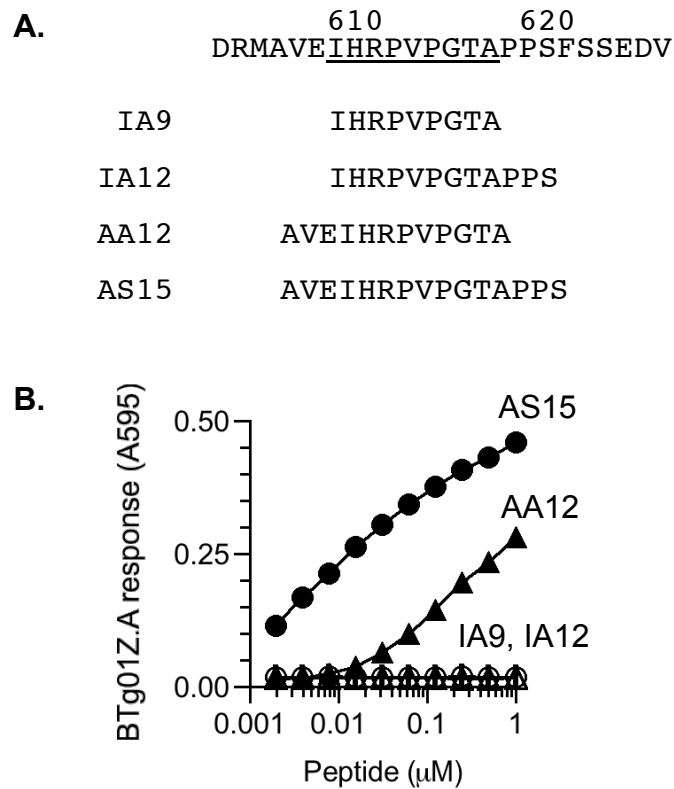 A.
610 620
DRMAVEIHRPVPGTAPPSFSSEDV
IA9 IHRPVPGTA
IA12 IHRPVPGTAPPS
AA12 AVEIHRPVPGTA
AS15 AVEIHRPVPGTAPPS
B.
BTg01Z.A response (A595)
0.50
0.25
0.00
AS15
AA12
IA9, IA12
0.001 0.01 0.1 1
Peptide (μM)